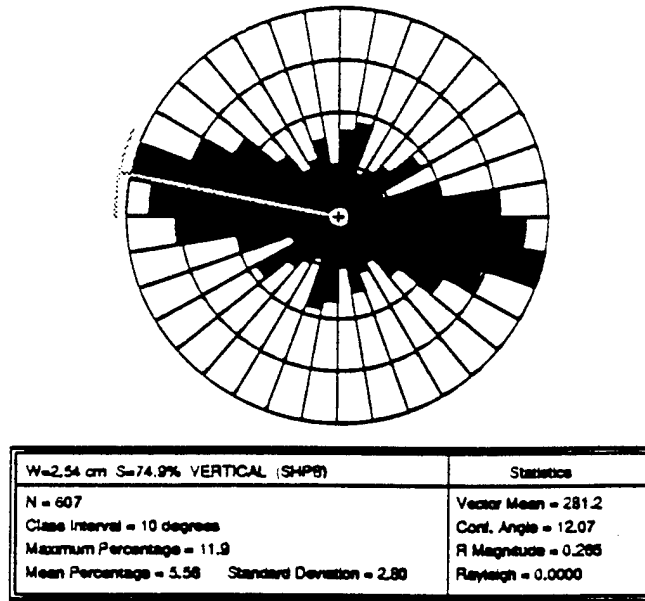 W=2.54 cm S=74.9% VERTICAL (SHP8)
N = 607
Class Interval = 10 degrees
Maximum Percentage = 11.9
Mean Percentage = 5.56 Standard Deviation = 2.80
Statistics
Vector Mean = 281.2
Conf. Angle = 12.07
R Magnitude = 0.265
Rayleigh = 0.0000